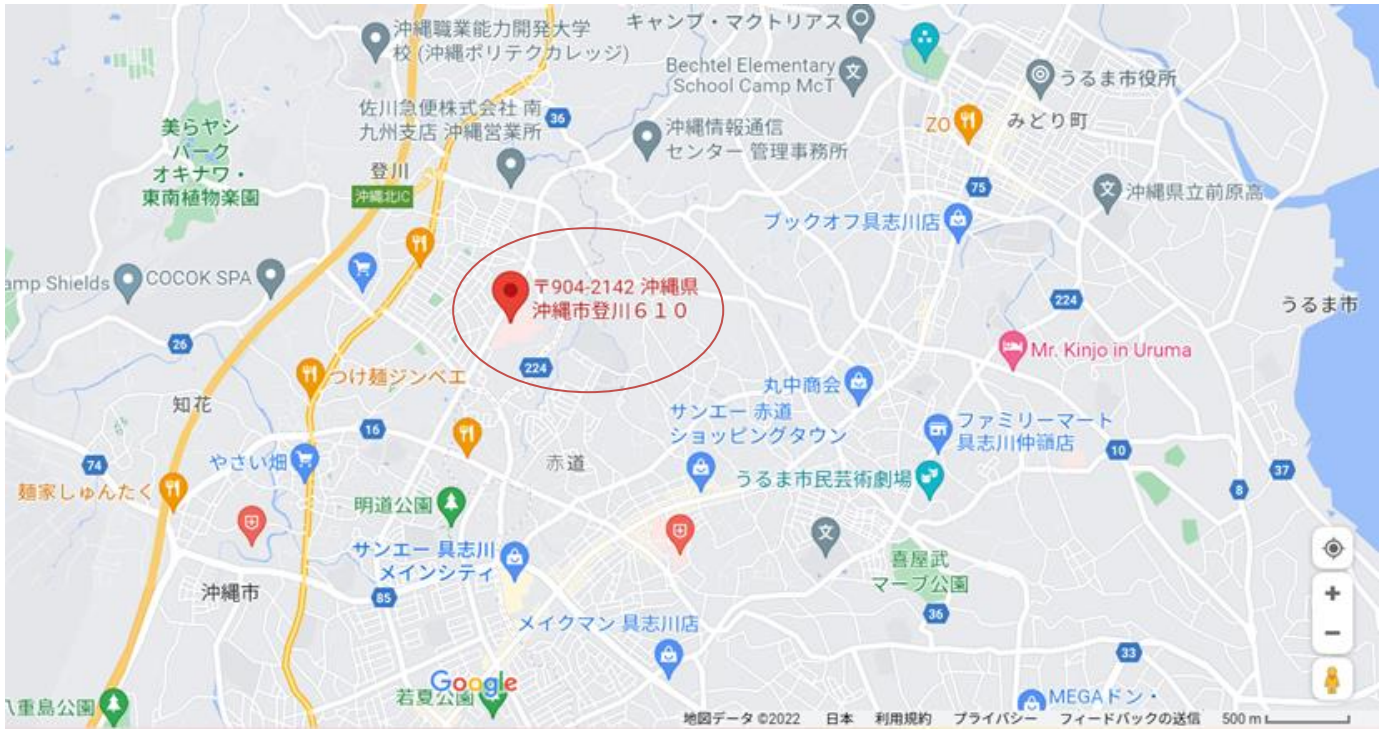 沖縄職業能力開発大学
校 (沖縄ポリテクカレッジ)
キャンプ・マクトリアス
Bechtel Elementary
School Camp McT
うるま市役所
佐川急便株式会社 南
九州支店 沖縄営業所
36
沖縄情報通信
センター 管理事務所
ZO
みどり町
美らヤシ
パーク
オキナワ・
東南植物楽園
登川
沖縄北IC
75
沖縄県立前原高
ブックオフ具志川店
amp Shields
COCOK SPA
〒904-2142 沖縄県
沖縄市登川610
224
うるま市
26
224
Mr. Kinjo in Uruma
つけ麺ジンベエ
丸中商会
知花
サンエー 赤道
ショッピングタウン
ファミリーマート
具志川仲嶺店
16
10
74
やさい畑
赤道
うるま市民芸術劇場
37
8
麺家しゅんたく
明道公園
サンエー 具志川
メインシティ
喜屋武
マーブ公園
沖縄市
85
36
メイクマン 具志川店
33
Google
若夏公園
八重島公園
MEGAドン・
地図データ ©2022 日本 利用規約 プライバシー フィードバックの送信 500 m